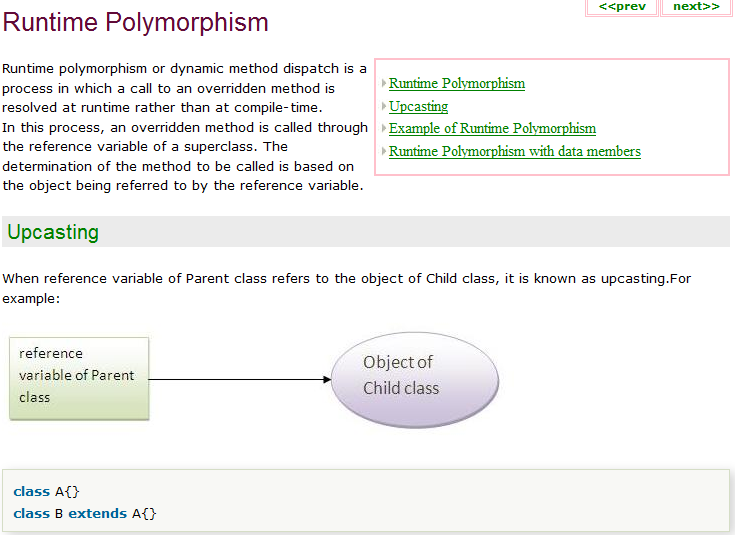 <<prev
next>>
Runtime Polymorphism
Runtime polymorphism or dynamic method dispatch is a
process in which a call to an overridden method is
resolved at runtime rather than at compile-time.
In this process, an overridden method is called through
the reference variable of a superclass. The
determination of the method to be called is based on
the object being referred to by the reference variable.
Runtime Polymorphism
Upcasting
Example of Runtime Polymorphism
Runtime Polymorphism with data members
Upcasting
When reference variable of Parent class refers to the object of Child class, it is known as upcasting.For
example:
reference
variable of Parent
class
Object of
Child class
class A{}
class B extends A{}